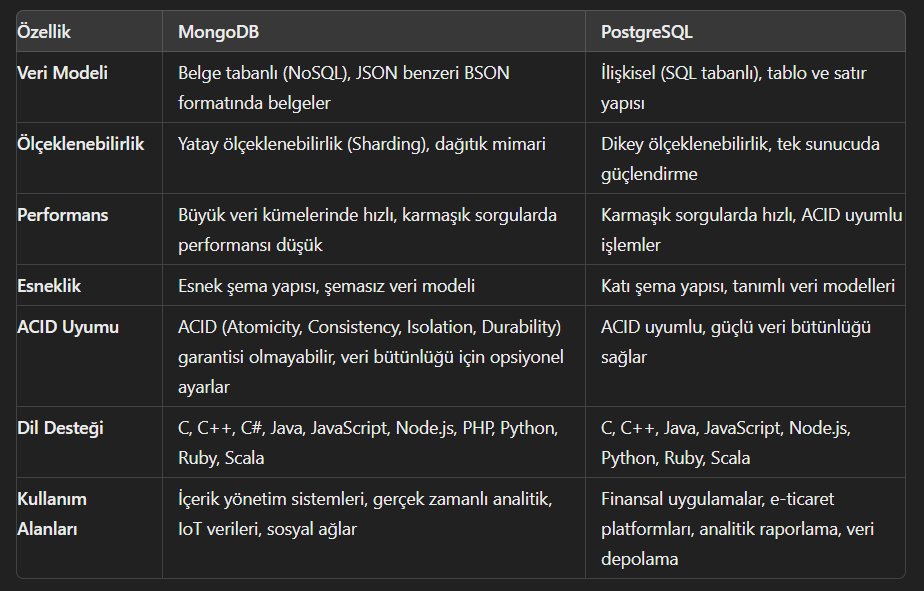 Özellik MongoDB PostgreSQL
Veri Modeli Belge tabanlı (NoSQL), JSON benzeri BSON İlişkisel (SQL tabanlı), tablo ve satır
formatında belgeler yapısı
Ölçeklenebilirlik Yatay ölçeklenebilirlik (Sharding), dağıtık mimari Dikey ölçeklenebilirlik, tek sunucuda
güçlendirme
Performans Büyük veri kümelerinde hızlı, karmaşık sorgularda Karmaşık sorgularda hızlı, ACID uyumlu
performansı düşük işlemler
Esneklik Esnek şema yapısı, şemasız veri modeli Katı şema yapısı, tanımlı veri modelleri
ACID Uyumu ACID (Atomicity, Consistency, Isolation, Durability) ACID uyumlu, güçlü veri bütünlüğü
garantisi olmayabilir, veri bütünlüğü için opsiyonel sağlar
ayarlar
Dil Desteği C, C++, C#, Java, JavaScript, Node.js, PHP, Python, C, C++, Java, JavaScript, Node.js,
Ruby, Scala Python, Ruby, Scala
Kullanım İçerik yönetim sistemleri, gerçek zamanlı analitik, Finansal uygulamalar, e-ticaret
Alanları IoT verileri, sosyal ağlar platformları, analitik raporlama, veri
depolama